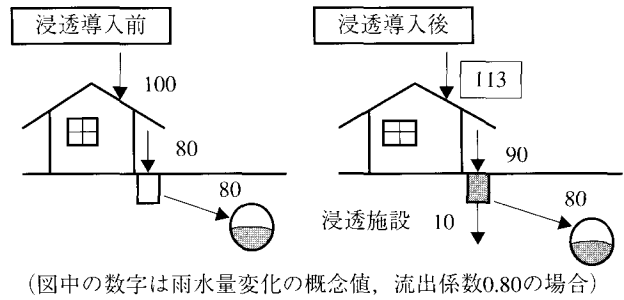 浸透導入前
100
80
80
浸透導入後
113
90
80
浸透施設 10
(図中の数字は雨水量変化の概念値，流出係数0.80の場合)